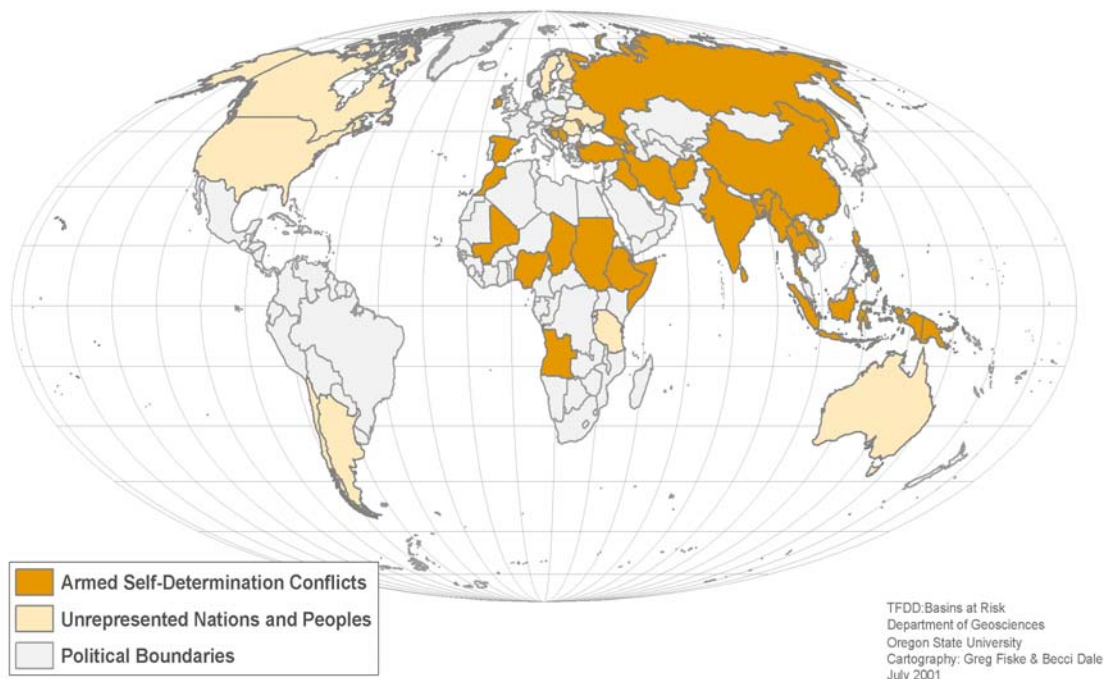 Armed Self-Determination Conflicts
Unrepresented Nations and Peoples
Political Boundaries
TFDD:Basins at Risk
Department of Geosciences
Oregon State University
Cartography: Greg Fiske & Becci Dale
July 2001